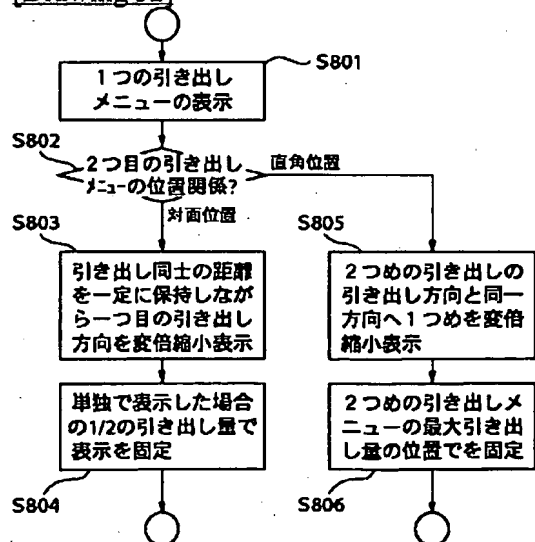 S801
1つの引き出し
メニューの表示
S802
2つ目の引き出し
メニューの位置関係?
直角位置
対面位置
S803
引き出し同士の距離
を一定に保持しなが
ら一つ目の引き出し
方向を変倍縮小表示
単独で表示した場合
の1/2の引き出し量で
表示を固定
S804
S805
2つめの引き出しの
引き出し方向と同一
方向へ1つめを変倍
縮小表示
2つめの引き出しメ
ニューの最大引き出
し量の位置でを固定
S806